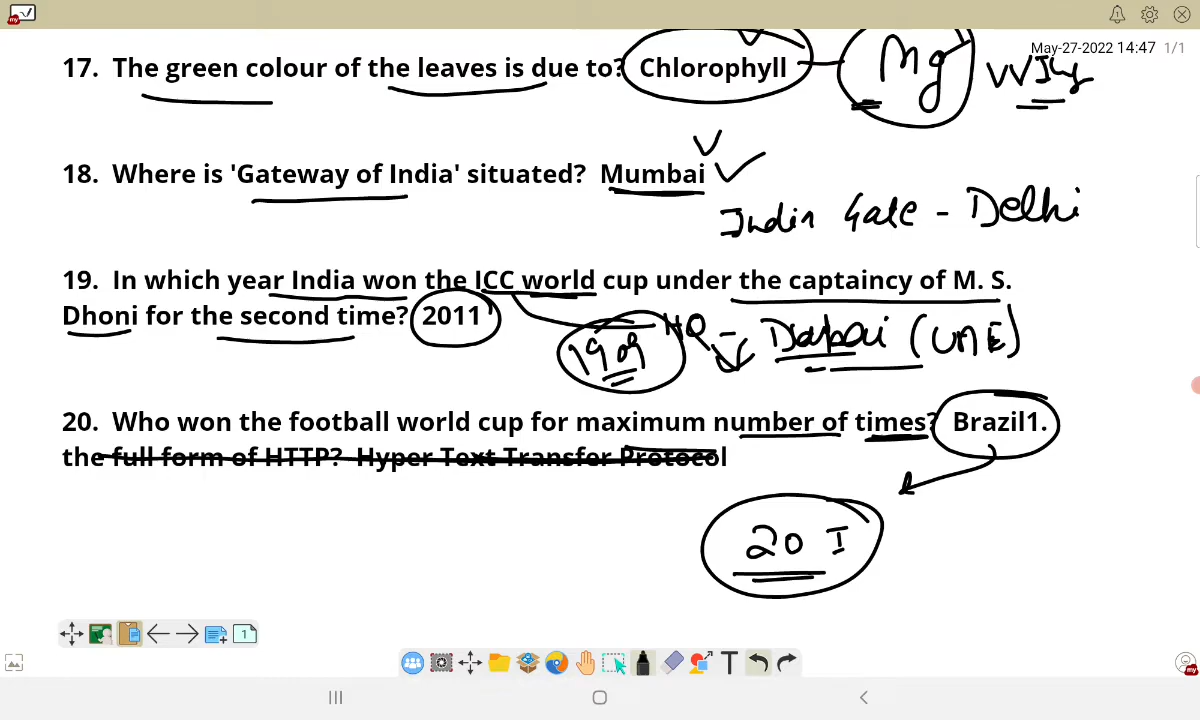 May-27-2022 14:47 1/1
17. The green colour of the leaves is due to? Chlorophyll Mg
18. Where is 'Gateway of India' situated? Mumbai
India Gate - Delhi
19. In which year India won the ICC world cup under the captaincy of M. S.
Dhoni for the second time? 2011
1909 HQ - Dubai (UAE)
20. Who won the football world cup for maximum number of times? Brazil1.
the full form of HTTP? Hyper Text Transfer Protocol
20 I
1